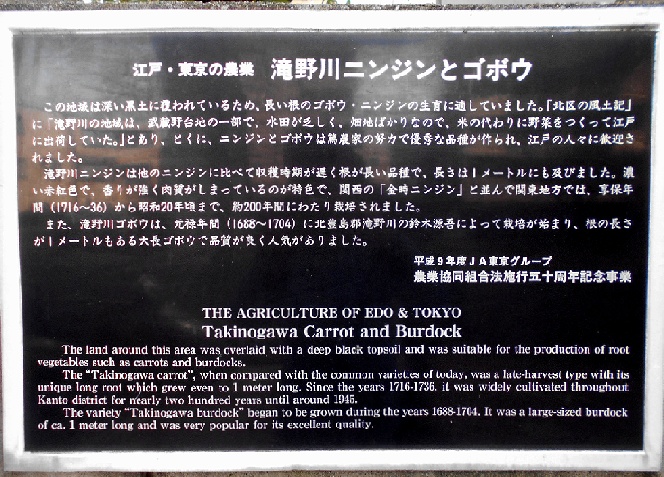 江戸・東京の農業 滝野川ニンジンとゴボウ
この地域は深い黒土に覆われているため、長い根のゴボウ・ニンジンの生育に適していました。「北区の風土記」
に「滝野川の地域は、武蔵野台地の一部で、水田が乏しく、畑地ばかりなので、米の代わりに野菜をつくって江戸
に出荷していた。」とあり、とくに、ニンジンとゴボウは篤農家の努力で優秀な品種が作られ、江戸の人々に歓迎さ
れました。
滝野川ニンジンは他のニンジンに比べて収穫時期が遅く根が長い品種で、長さは1メートルにも及びました。濃
い赤紅色で、香りが強く肉質がしまっているのが特色で、関西の「金時ニンジン」と並んで関東地方では、享保年
間（1716〜36）から昭和20年頃まで、約200年間にわたり栽培されました。
また、滝野川ゴボウは、元禄年間（1688〜1704）に北豊島郡滝野川の鈴木源吾によって栽培が始まり、根の長さ
が1メートルもある大長ゴボウで品質が良く人気がありました。
平成9年度JA東京グループ
農業協同組合法施行五十周年記念事業
THE AGRICULTURE OF EDO & TOKYO
Takinogawa Carrot and Burdock
The land around this area was overlaid with a deep black topsoil and was suitable for the production of root
vegetables such as carrots and burdocks.
The "Takinogawa carrot", when compared with the common varieties of today, was a late-harvest type with its
unique long root which grew even to 1 meter long. Since the years 1716-1736, it was widely cultivated throughout
Kanto district for nearly two hundred years until around 1945.
The variety "Takinogawa burdock" began to be grown during the years 1688-1704. It was a large-sized burdock
of ca. 1 meter long and was very popular for its excellent quality.